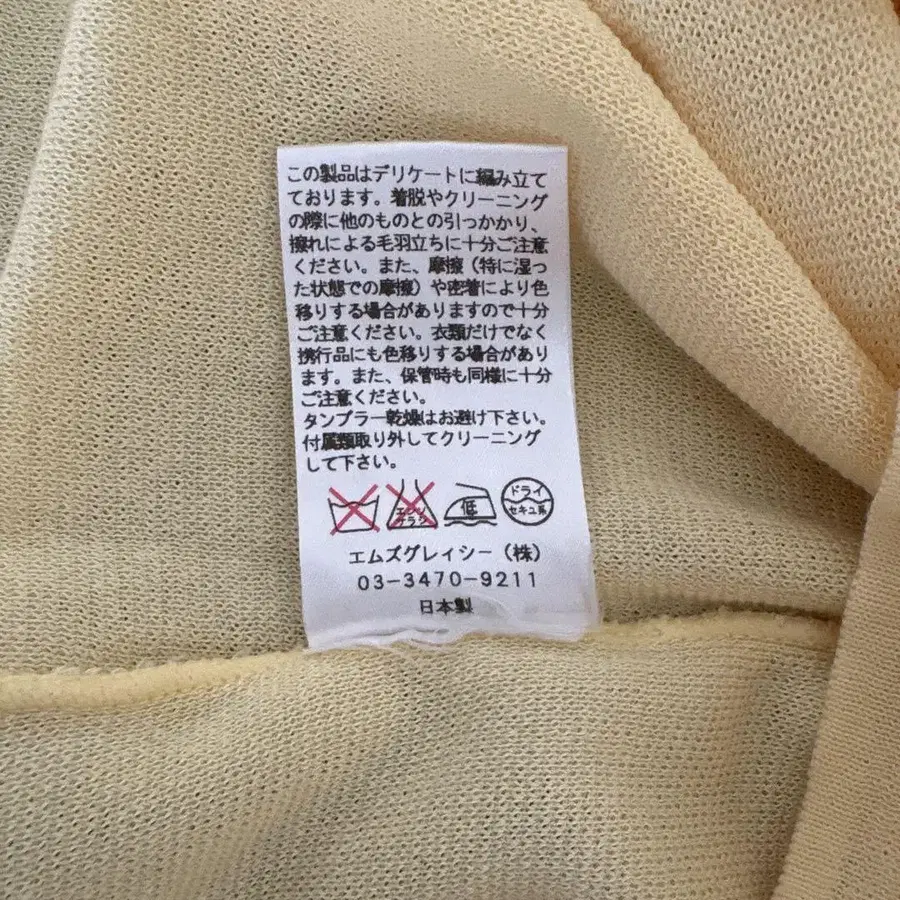 この製品はデリケートに編み立て
ております。着脱やクリーニング
の際に他のものとの引っかかり、
擦れによる毛羽立ちに十分ご注意
ください。また、摩擦（特に湿っ
た状態での摩擦）や密着により色
移りする場合がありますので十分
ご注意ください。衣類だけでなく
携行品にも色移りする場合があり
ます。また、保管時も同様に十分
ご注意ください。
タンブラー乾燥はお避け下さい。
付属類取り外してクリーニング
して下さい。
エンソ
サラシ
低
ドライ
セキユ系
エムズグレィシー（株）
03-3470-9211
日本製